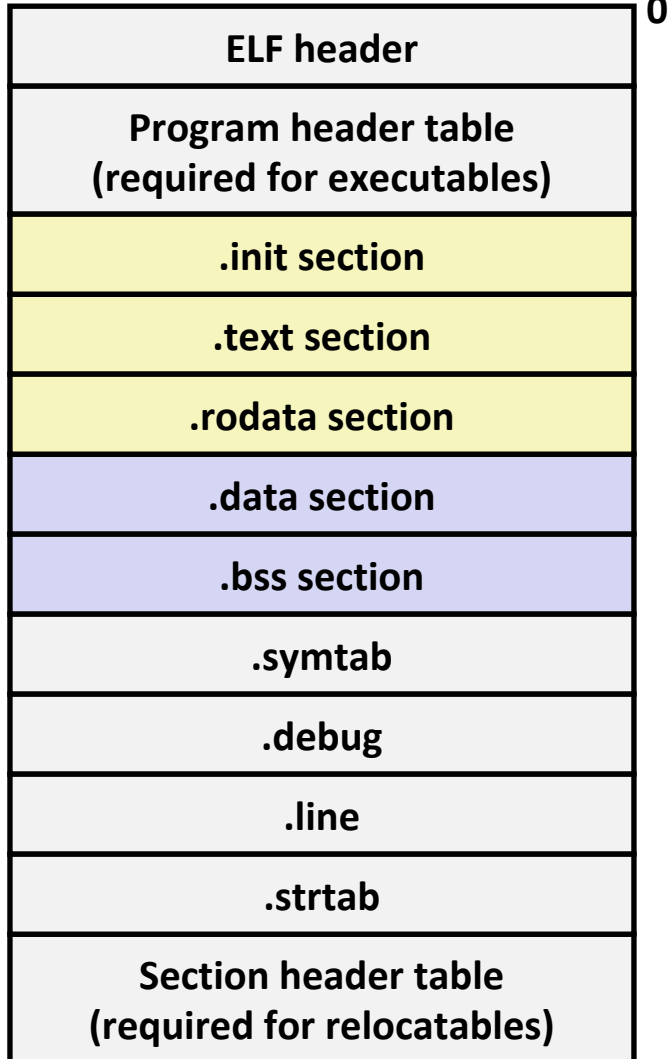 0
ELF header
Program header table
(required for executables)
.init section
.text section
.rodata section
.data section
.bss section
.symtab
.debug
.line
.strtab
Section header table
(required for relocatables)